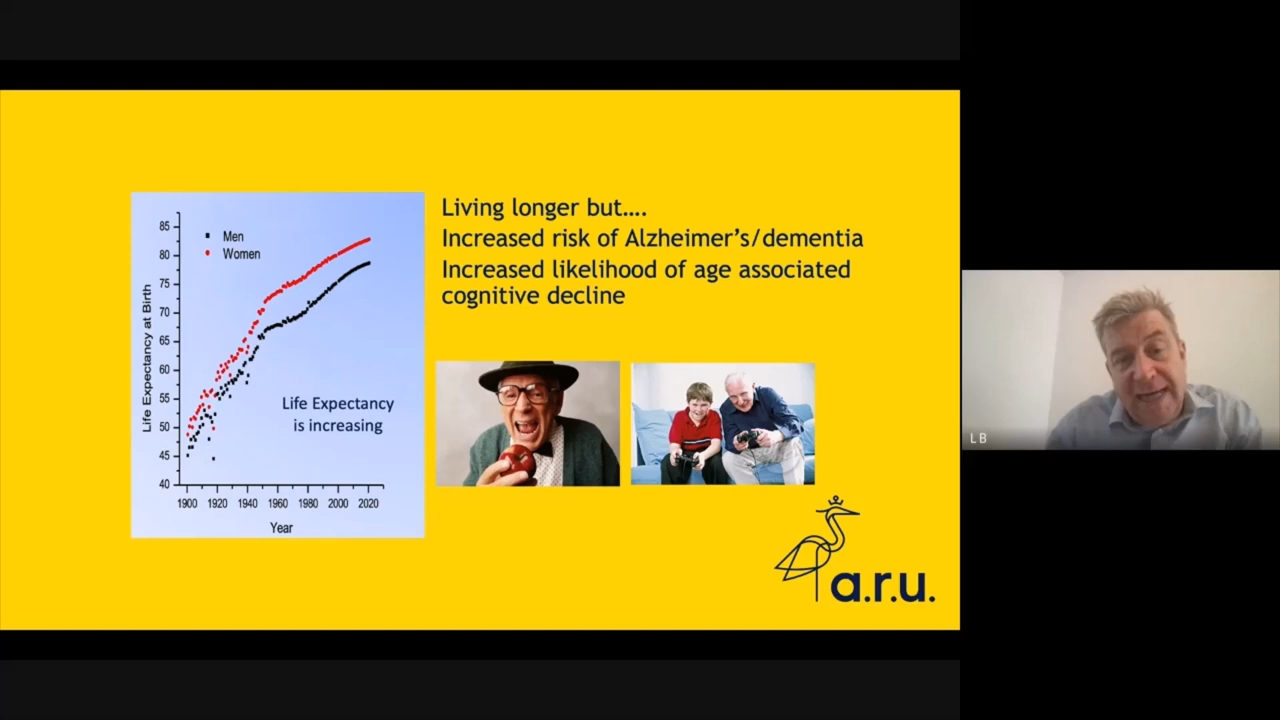 Living longer but....
Increased risk of Alzheimer's/dementia
Increased likelihood of age associated
cognitive decline
Life Expectancy at Birth
85
80
75
70
65
60
55
50
45
40
Men
Women
Life Expectancy
is increasing
1900 1920 1940 1960 1980 2000 2020
Year
a.r.u.
LB